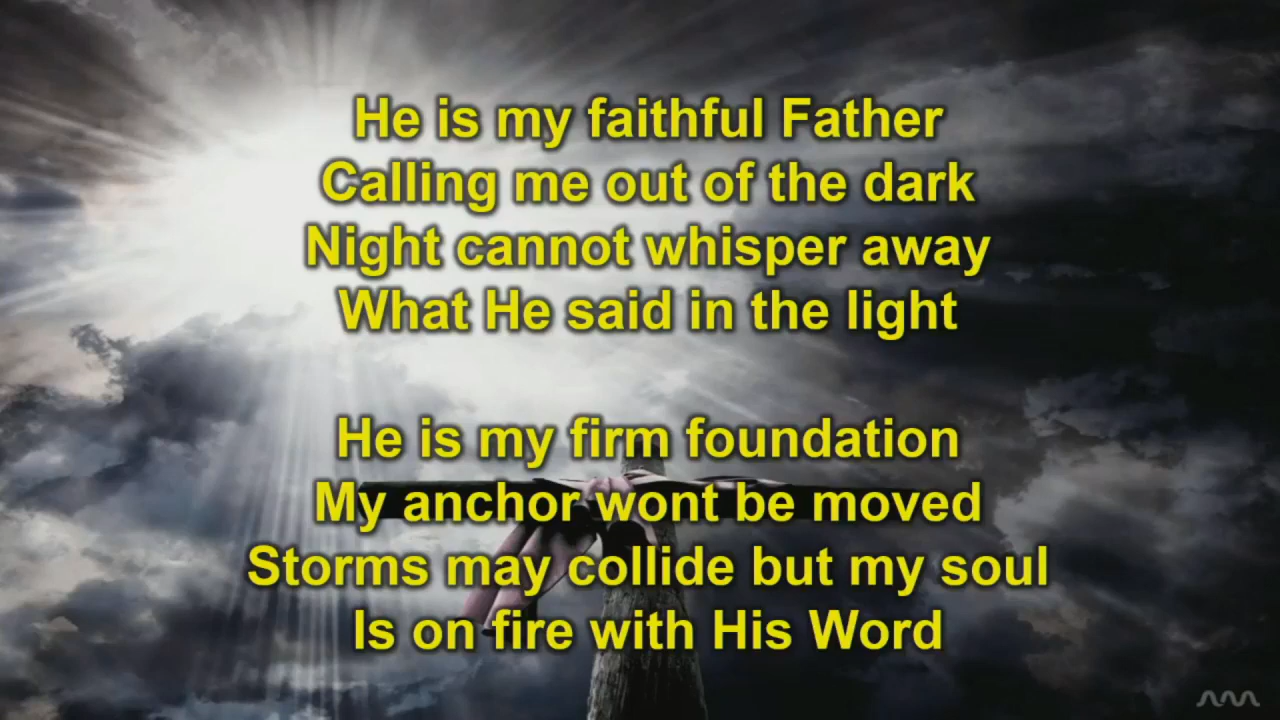 He is my faithful Father
Calling me out of the dark
Night cannot whisper away
What He said in the light
He is my firm foundation
My anchor wont be moved
Storms may collide but my soul
Is on fire with His Word